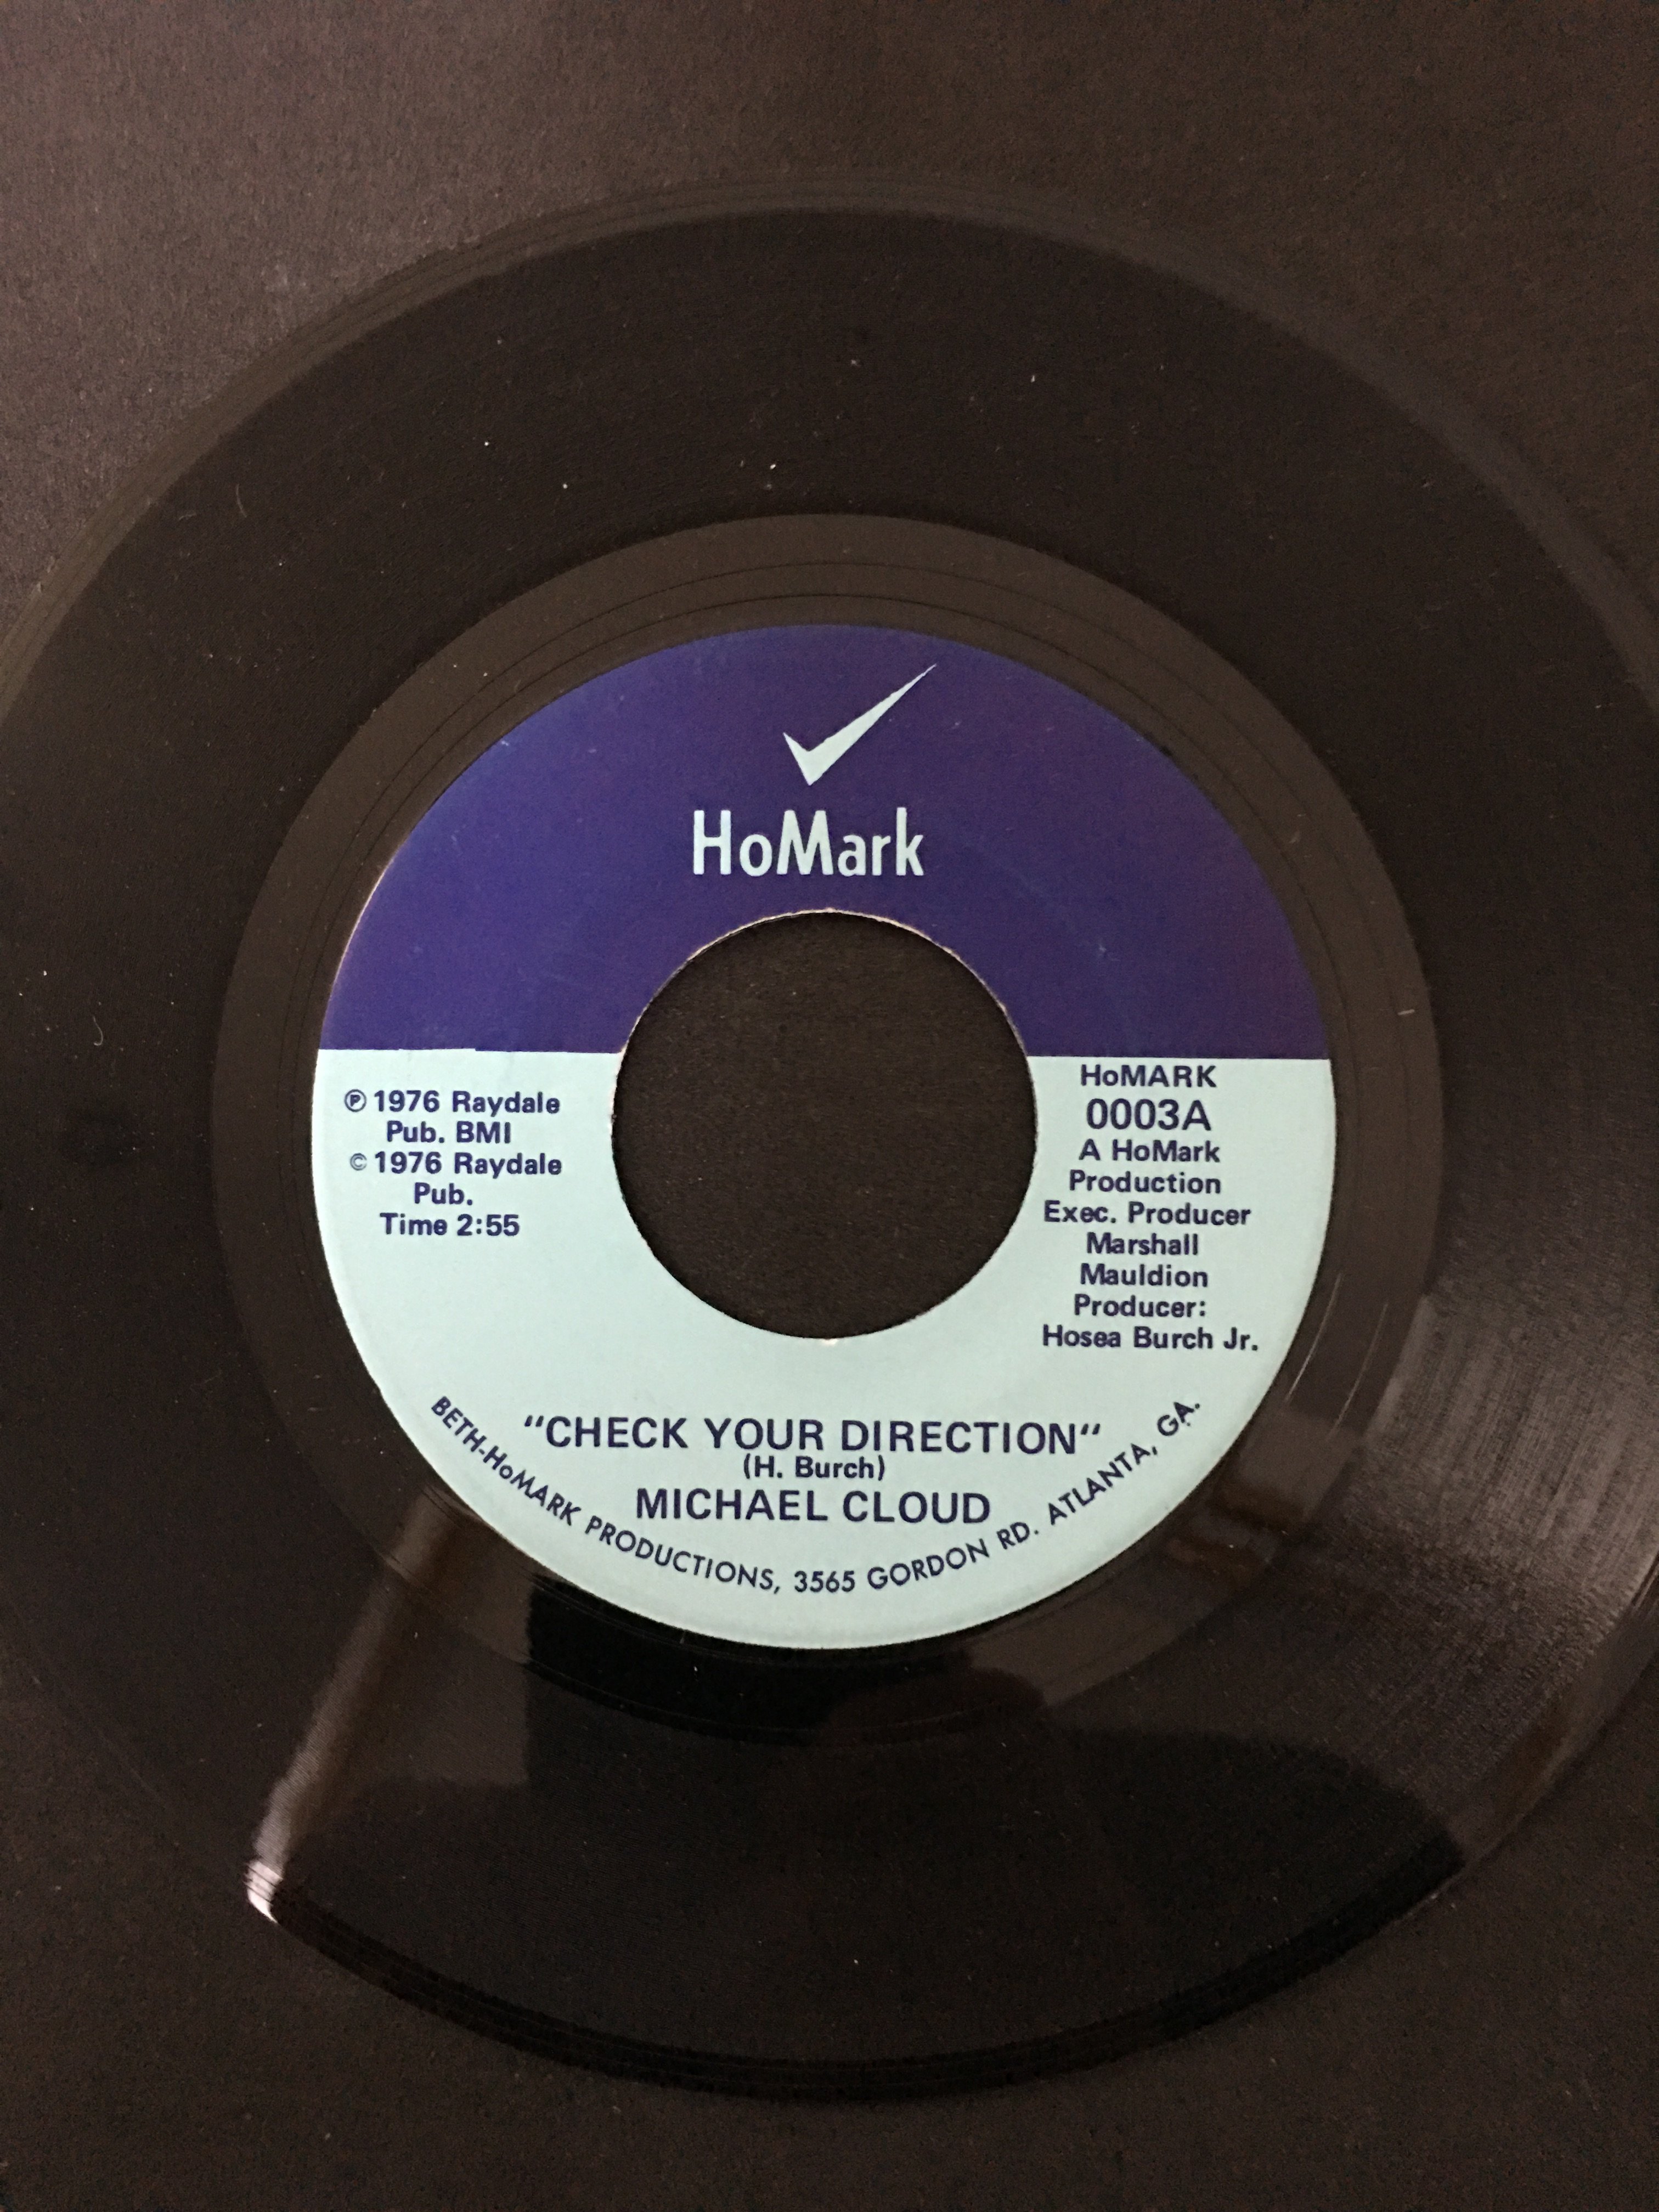 HoMark
℗ 1976 Raydale
Pub. BMI
© 1976 Raydale
Pub.
Time 2:55
HoMARK
0003A
A HoMark
Production
Exec. Producer
Marshall
Mauldion
Producer:
Hosea Burch Jr.
"CHECK YOUR DIRECTION"
(H. Burch)
MICHAEL CLOUD
BETH-HoMARK PRODUCTIONS, 3565 GORDON RD. ATLANTA, GA.